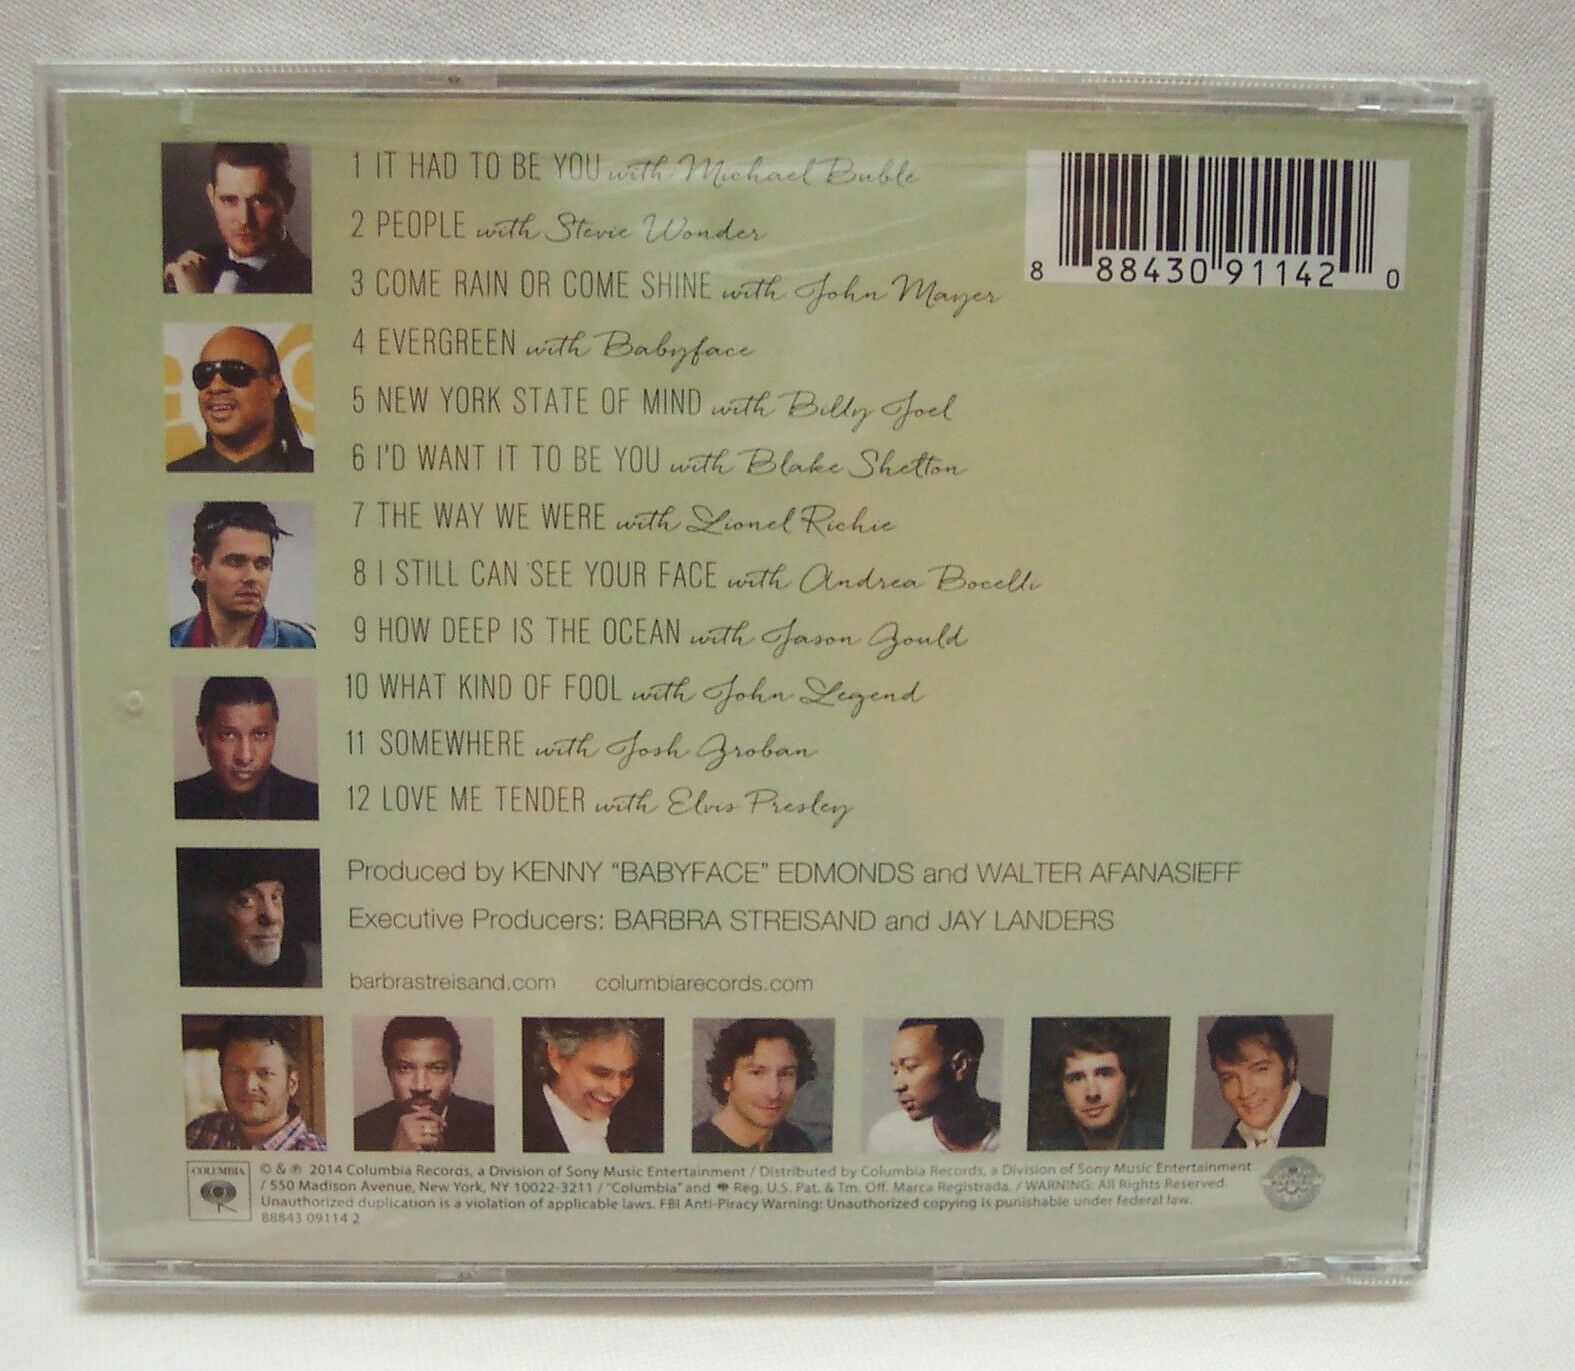 1 IT HAD TO BE YOU with Michael Buble
2 PEOPLE with Stevie Wonder
3 COME RAIN OR COME SHINE with John Mayer
4 EVERGREEN with Babyface
5 NEW YORK STATE OF MIND with Billy Joel
6 I'D WANT IT TO BE YOU with Blake Shelton
7 THE WAY WE WERE with Lionel Richie
8 I STILL CAN SEE YOUR FACE with Andrea Bocelli
9 HOW DEEP IS THE OCEAN with Jason Gould
10 WHAT KIND OF FOOL with John Legend
11 SOMEWHERE with Josh Groban
12 LOVE ME TENDER with Elvis Presley
8 88430 91142 0
Produced by KENNY "BABYFACE" EDMONDS and WALTER AFANASIEFF
Executive Producers: BARBRA STREISAND and JAY LANDERS
barbrastreisand.com columbiarecords.com
COLUMBIA
© & ℗ 2014 Columbia Records, a Division of Sony Music Entertainment / Distributed by Columbia Records, a Division of Sony Music Entertainment
/ 550 Madison Avenue, New York, NY 10022-3211 / "Columbia" and Reg. U.S. Pat. & Tm. Off. Marca Registrada. / WARNING: All Rights Reserved.
Unauthorized duplication is a violation of applicable laws. FBI Anti-Piracy Warning: Unauthorized copying is punishable under federal law.
88843 09114 2